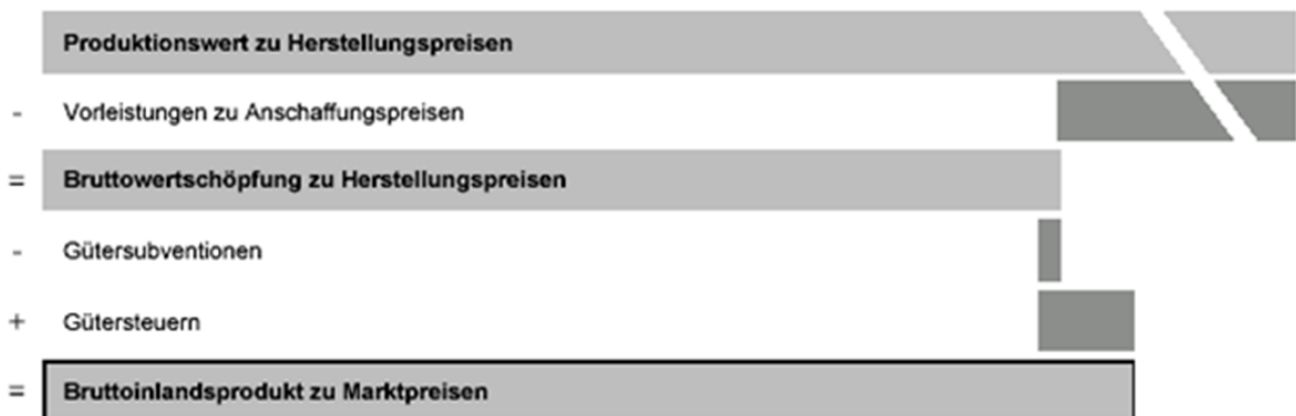 Produktionswert zu Herstellungspreisen
- Vorleistungen zu Anschaffungspreisen
= Bruttowertschöpfung zu Herstellungspreisen
- Gütersubventionen
+ Gütersteuern
= Bruttoinlandsprodukt zu Marktpreisen